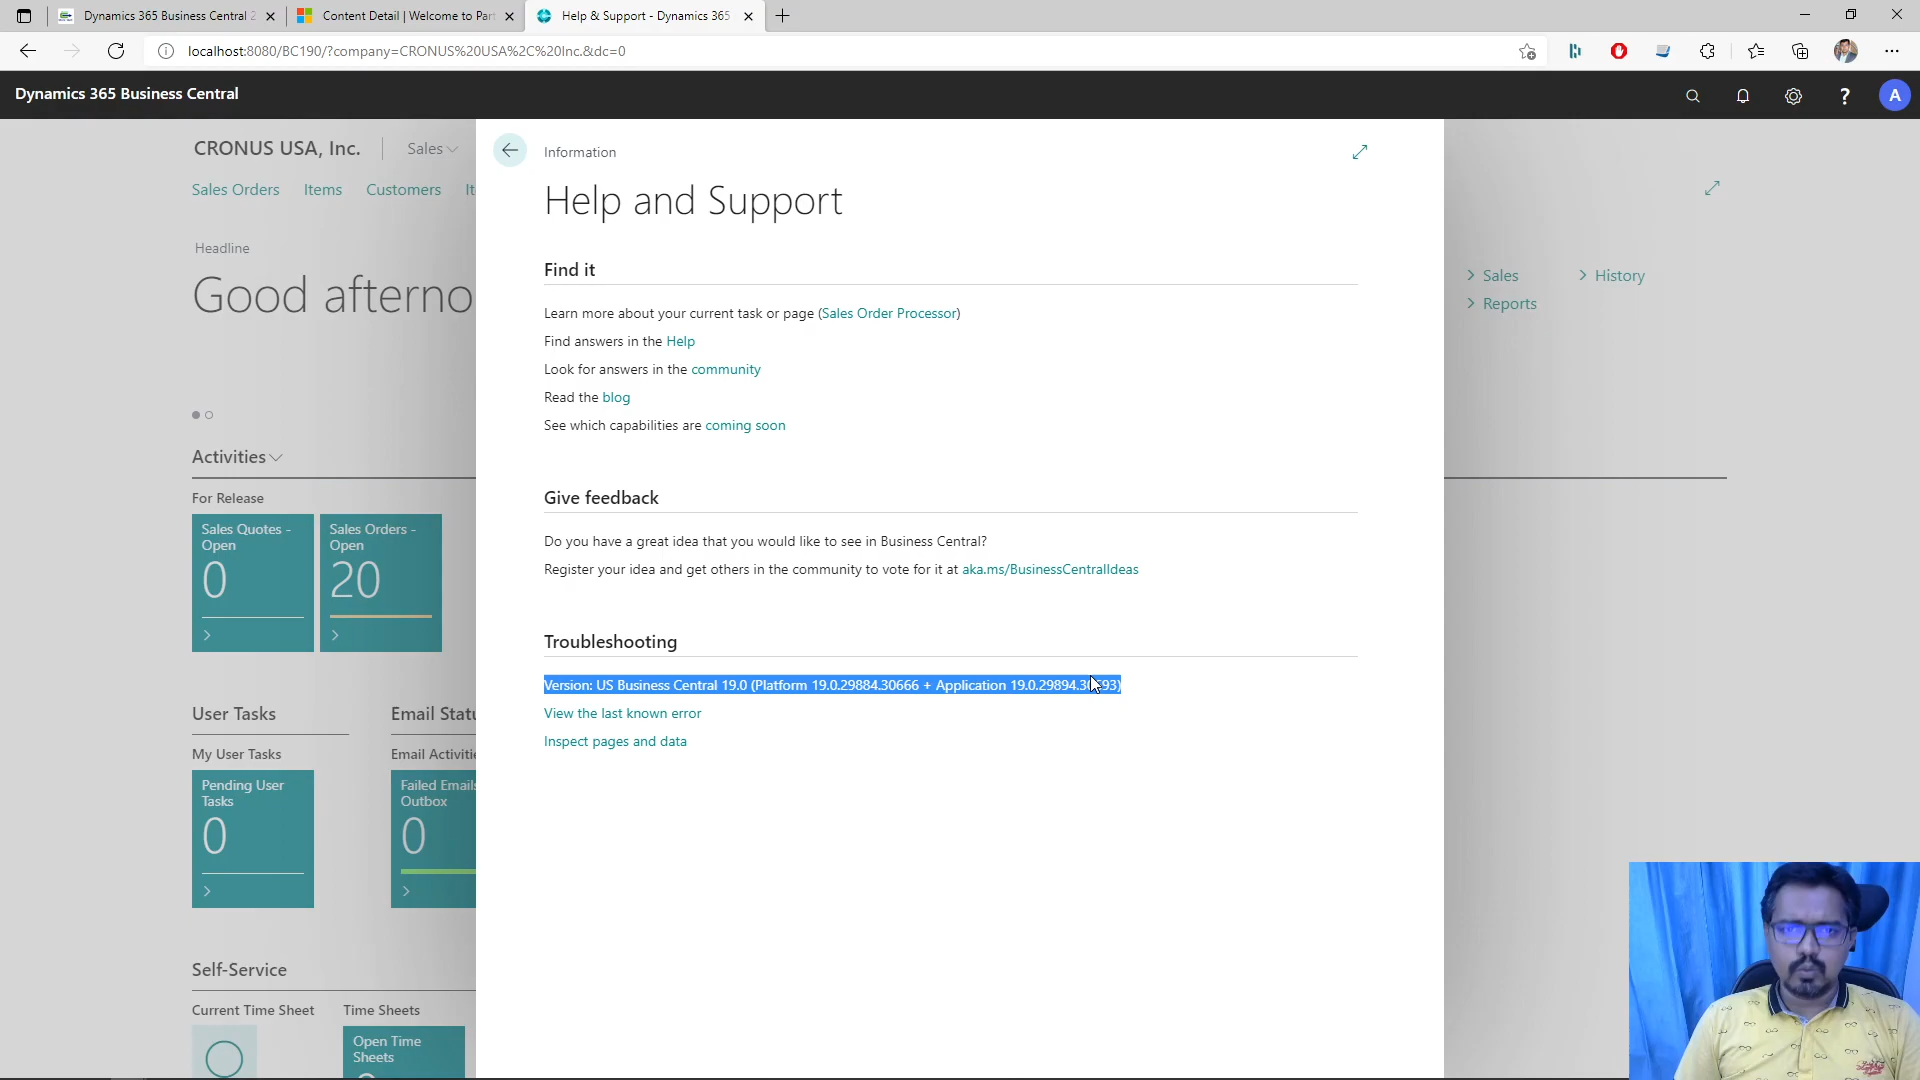 Dynamics 365 Business Central 2
Content Detail | Welcome to Part
Help & Support - Dynamics 365
localhost:8080/BC190/?company=CRONUS%20USA%2C%20Inc.&dc=0
Dynamics 365 Business Central
?
A
CRONUS USA, Inc.
Sales
Sales Orders
Items
Customers
It
Headline
Good afterno
Activities
For Release
Sales Quotes -
Open
0
Sales Orders -
Open
20
User Tasks
My User Tasks
Pending User
Tasks
0
Email Statu
Email Activitie
Failed Emails
Outbox
0
Self-Service
Current Time Sheet
Time Sheets
Open Time
Sheets
Information
Help and Support
Find it
Learn more about your current task or page (Sales Order Processor)
Find answers in the Help
Look for answers in the community
Read the blog
See which capabilities are coming soon
Give feedback
Do you have a great idea that you would like to see in Business Central?
Register your idea and get others in the community to vote for it at aka.ms/BusinessCentralIdeas
Troubleshooting
Version: US Business Central 19.0 (Platform 19.0.29884.30666 + Application
View the last known error
Inspect pages and data
Sales
History
Reports